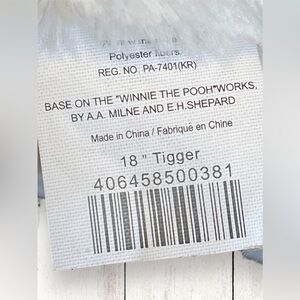 Polyester fibers.
REG. NO. PA-7401(KR)
BASE ON THE "WINNIE THE POOH"WORKS,
BY A.A. MILNE AND E.H.SHEPARD
Made in China / Fabriqué en Chine
18 " Tigger
406458500381